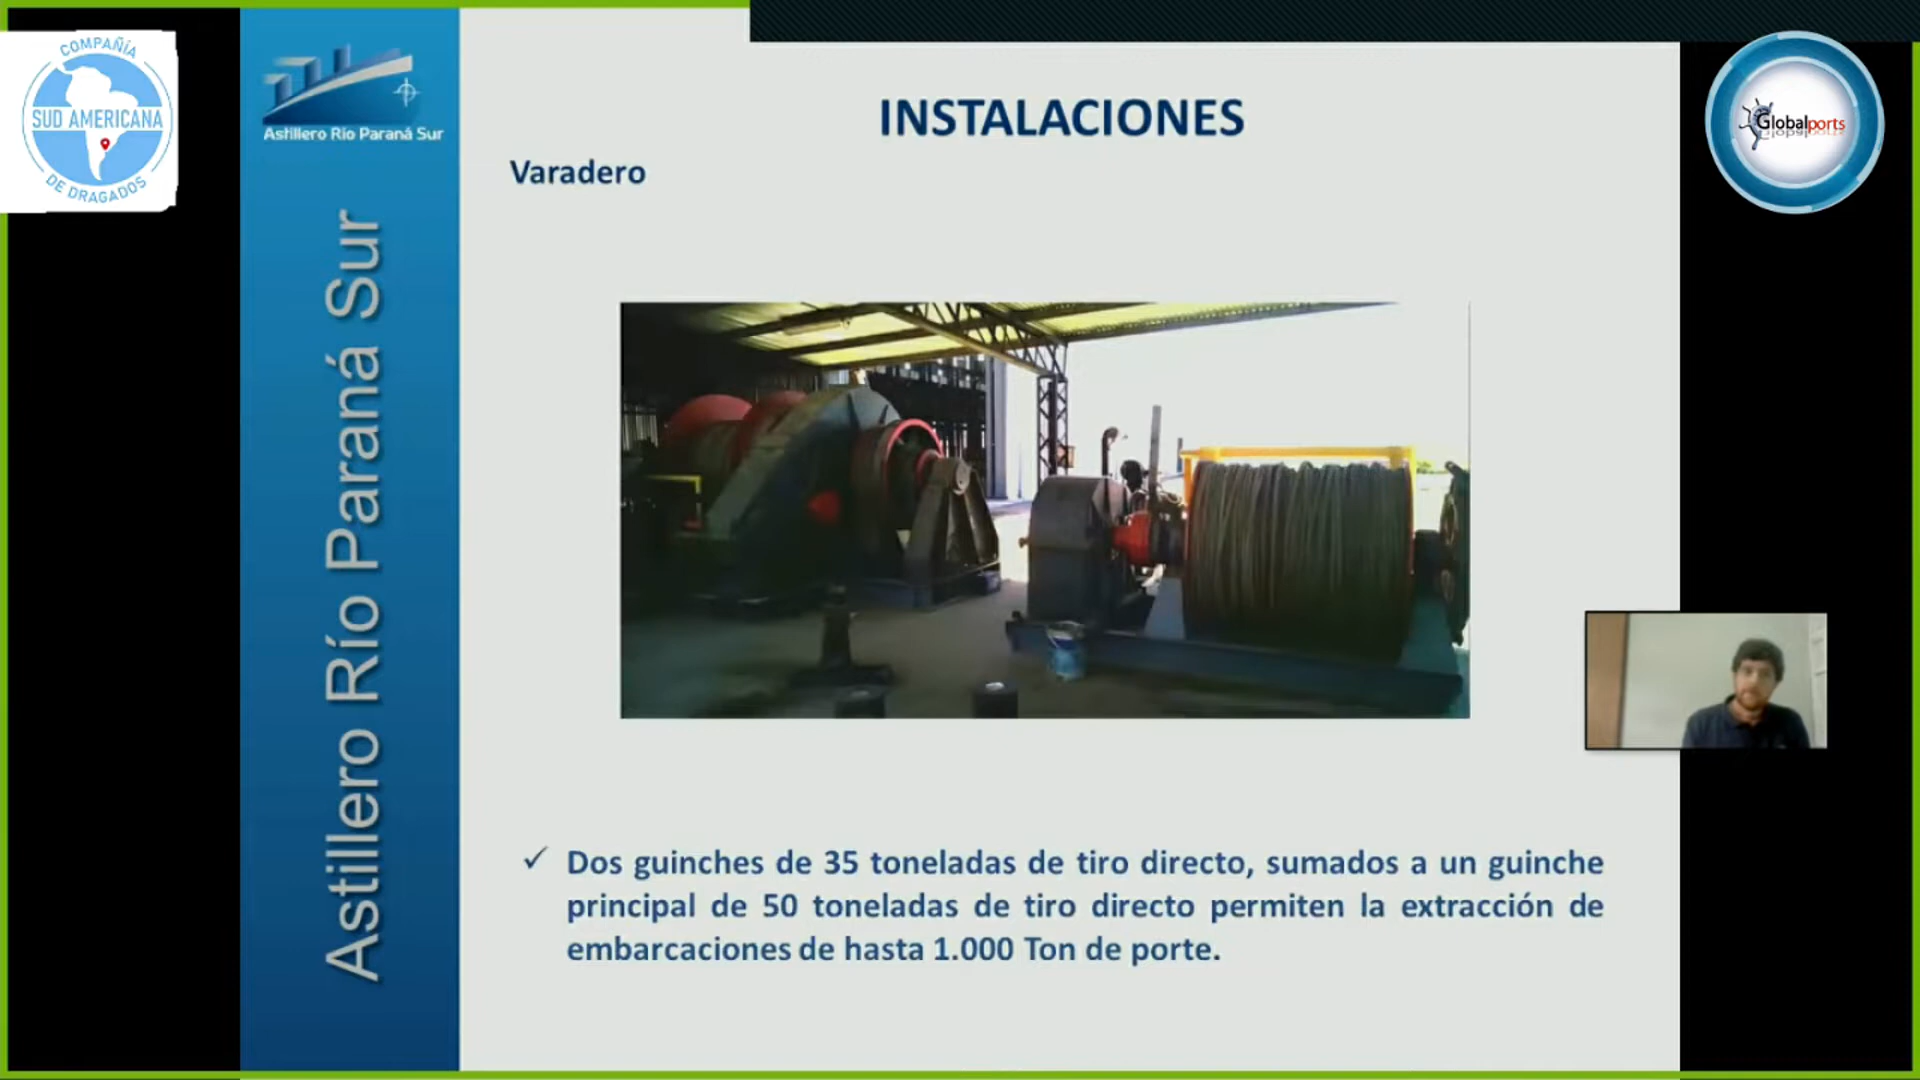 COMPAÑÍA
SUD AMERICANA
DE DRAGADOS
Astillero Río Paraná Sur
Astillero Río Paraná Sur
INSTALACIONES
Varadero
Globalports
✓ Dos guinches de 35 toneladas de tiro directo, sumados a un guinche
principal de 50 toneladas de tiro directo permiten la extracción de
embarcaciones de hasta 1.000 Ton de porte.